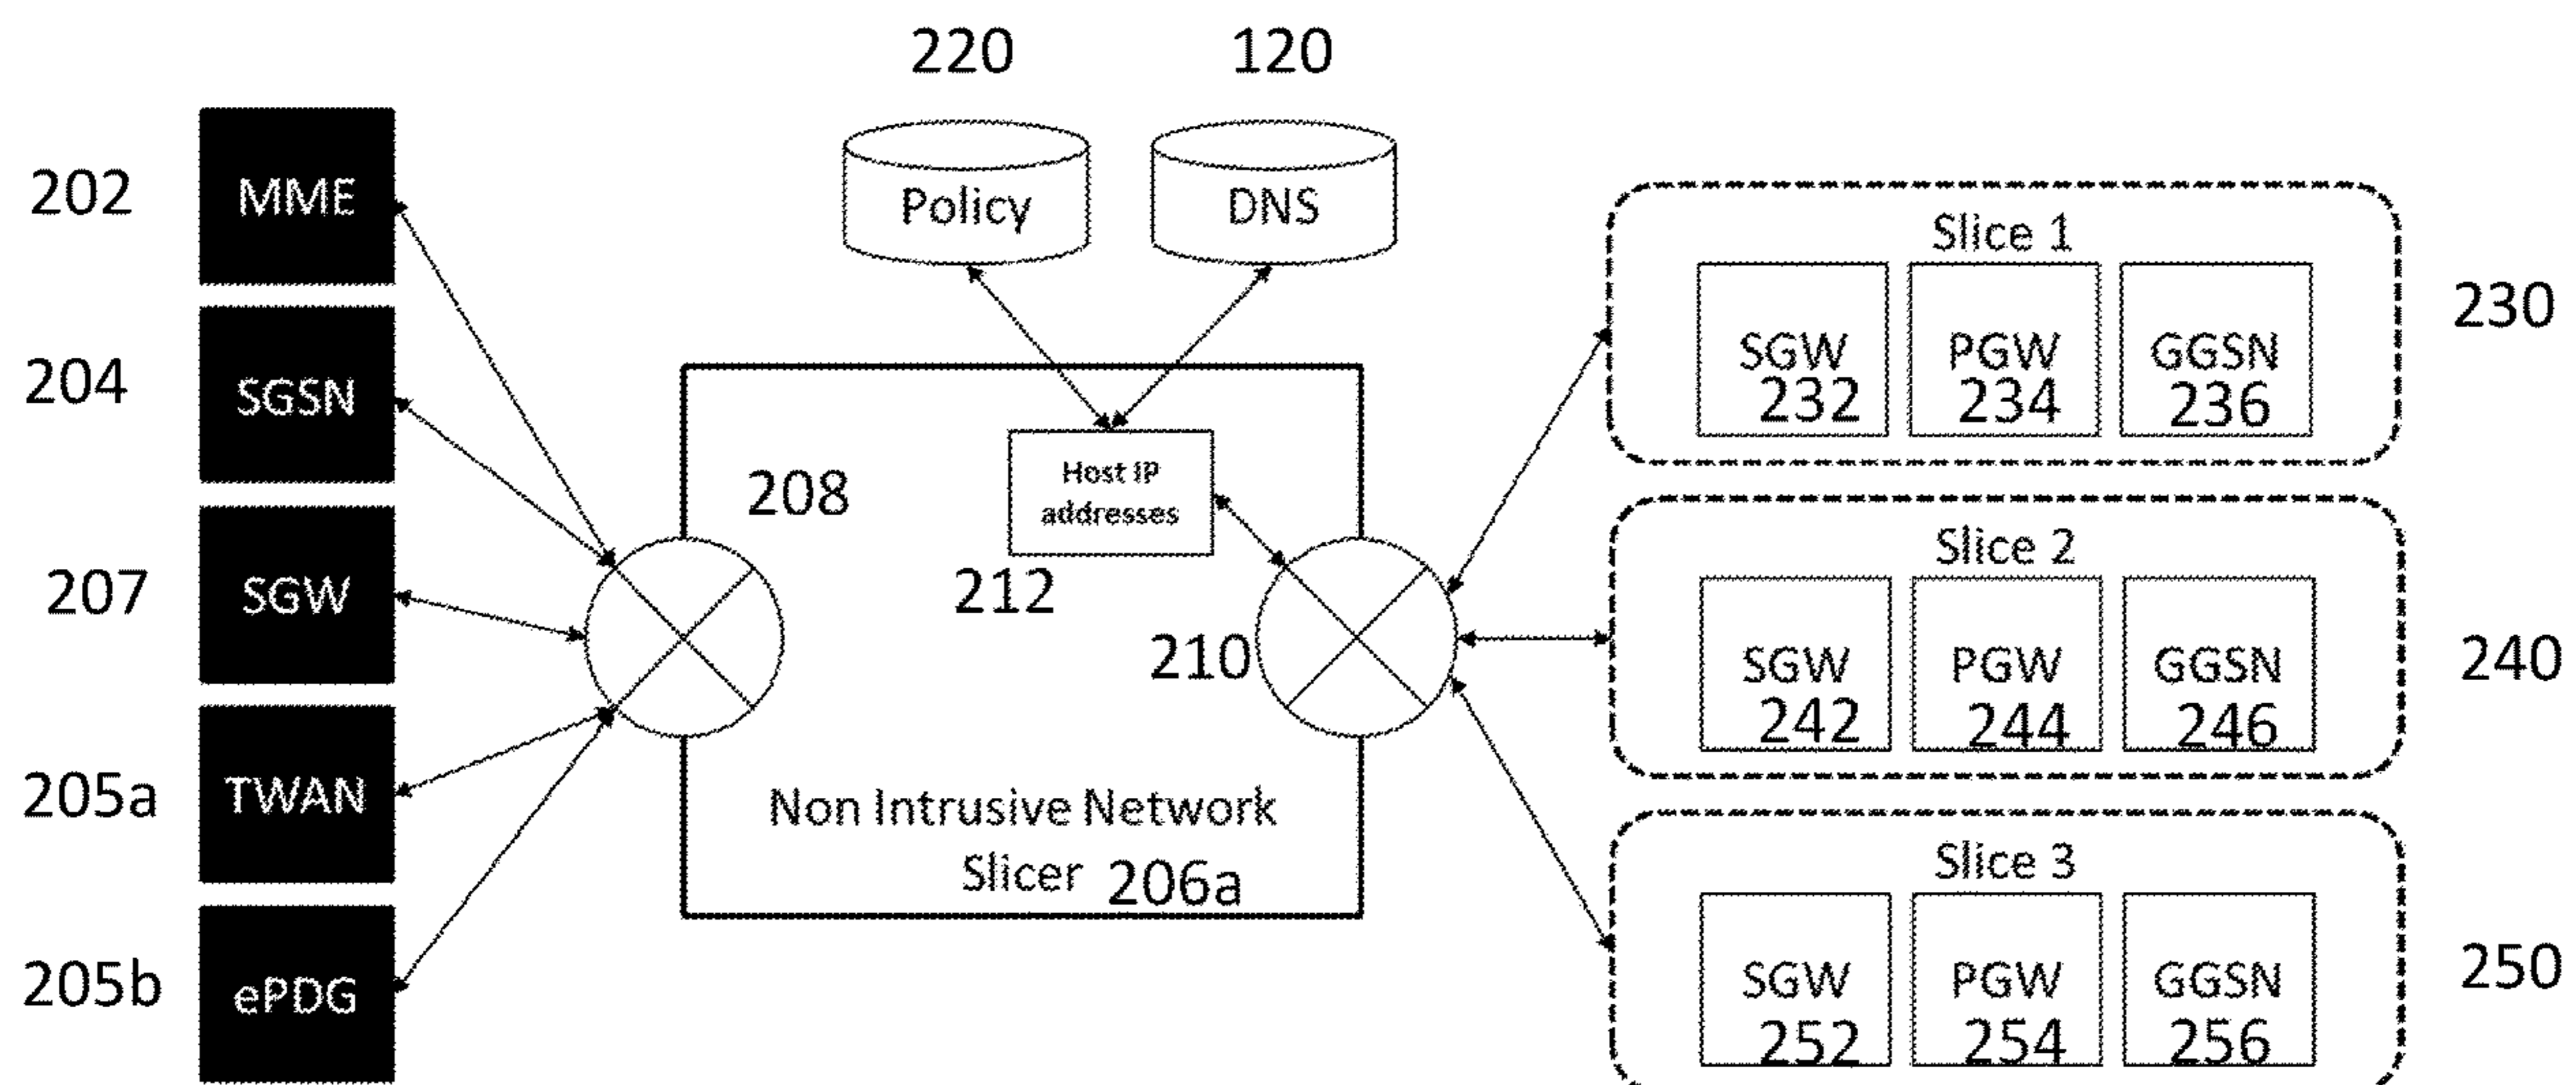 220
120
202
MME
Policy
DNS
204
SGSN
207
SGW
205a
TWAN
205b
ePDG
208
Host IP
addresses
212
210
Non Intrusive Network
Slicer 206a
Slice 1
230
SGW
232
PGW
234
GGSN
236
Slice 2
240
SGW
242
PGW
244
GGSN
246
Slice 3
250
SGW
252
PGW
254
GGSN
256